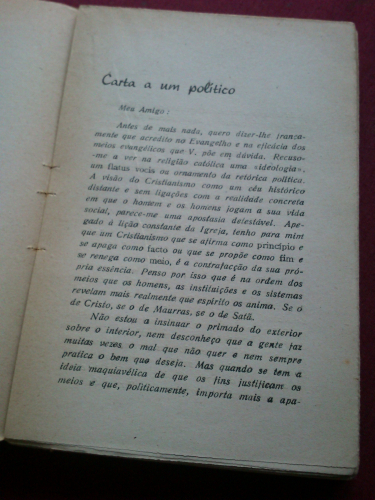 Carta a um político
Meu Amigo:
Antes de mais nada, quero dizer-lhe franca-
mente que acredito no Evangelho e na eficácia dos
meios evangélicos que V. põe em dúvida. Recuso-
-me a ver na religião católica uma «ideologia»,
um flatus vocis ou ornamento da retórica política.
A visão do Cristianismo como um céu histórico
distante e sem ligações com a realidade concreta
em que o homem e os homens jogam a sua vida
social, parece-me uma apostasia detestável. Ape-
gado à lição constante da Igreja, tenho para mim
que um Cristianismo que se afirma como princípio e
se apaga como facto ou que se propõe como fim e
se renega como meio, é a contrafacção da sua pró-
pria essência. Penso por isso que é na ordem dos
meios que os homens, as instituições e os sistemas
revelam mais realmente que espírito os anima. Se o
de Cristo, se o de Maurras, se o de Satã.
Não estou a insinuar o primado do exterior
sobre o interior, nem desconheço que a gente faz
muitas vezes o mal que não quer e nem sempre
pratica o bem que deseja. Mas quando se tem a
ideia maquiavélica de que os fins justificam os
meios e que, politicamente, importa mais a apa-